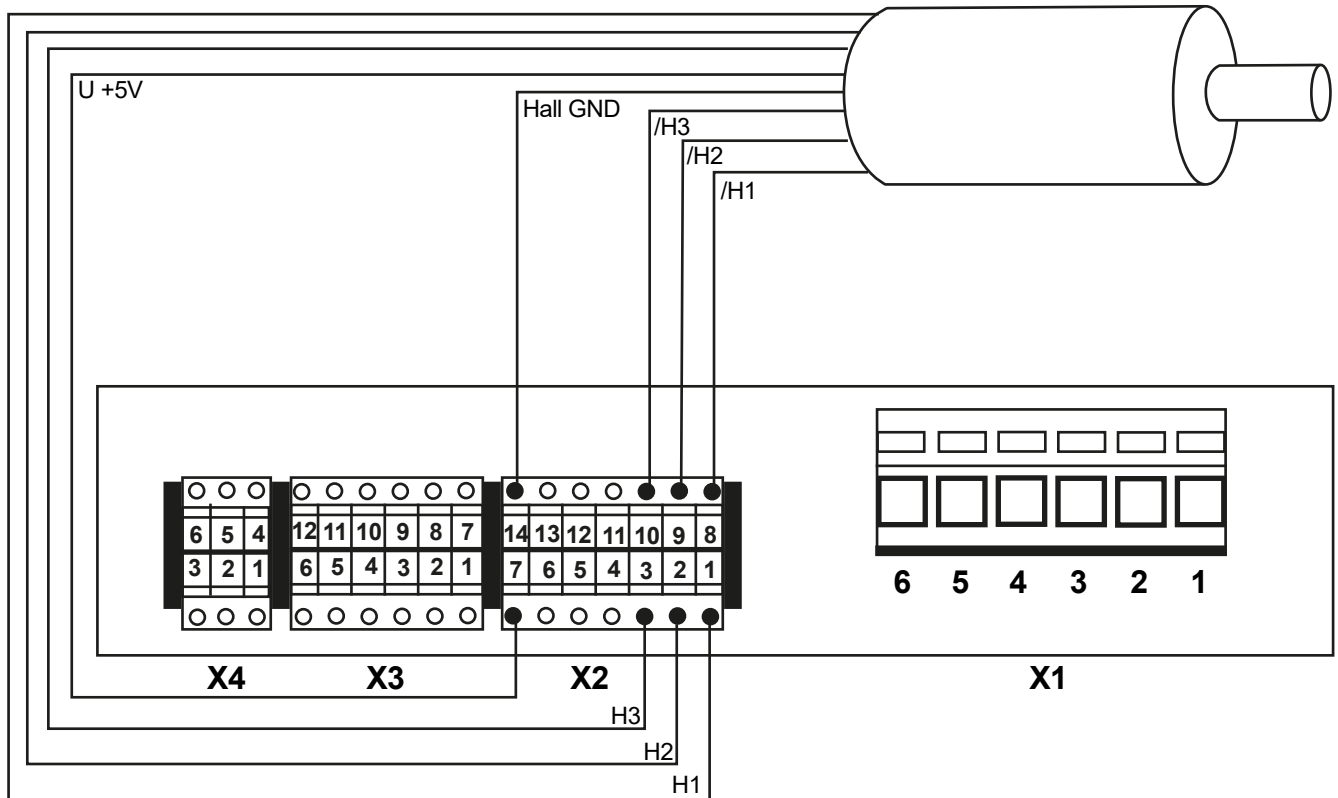 U +5V
Hall GND
/H3
/H2
/H1
6 5 4
3 2 1
12 11 10 9 8 7
6 5 4 3 2 1
14 13 12 11 10 9 8
7 6 5 4 3 2 1
6 5 4 3 2 1
X4
X3
X2
X1
H3
H2
H1